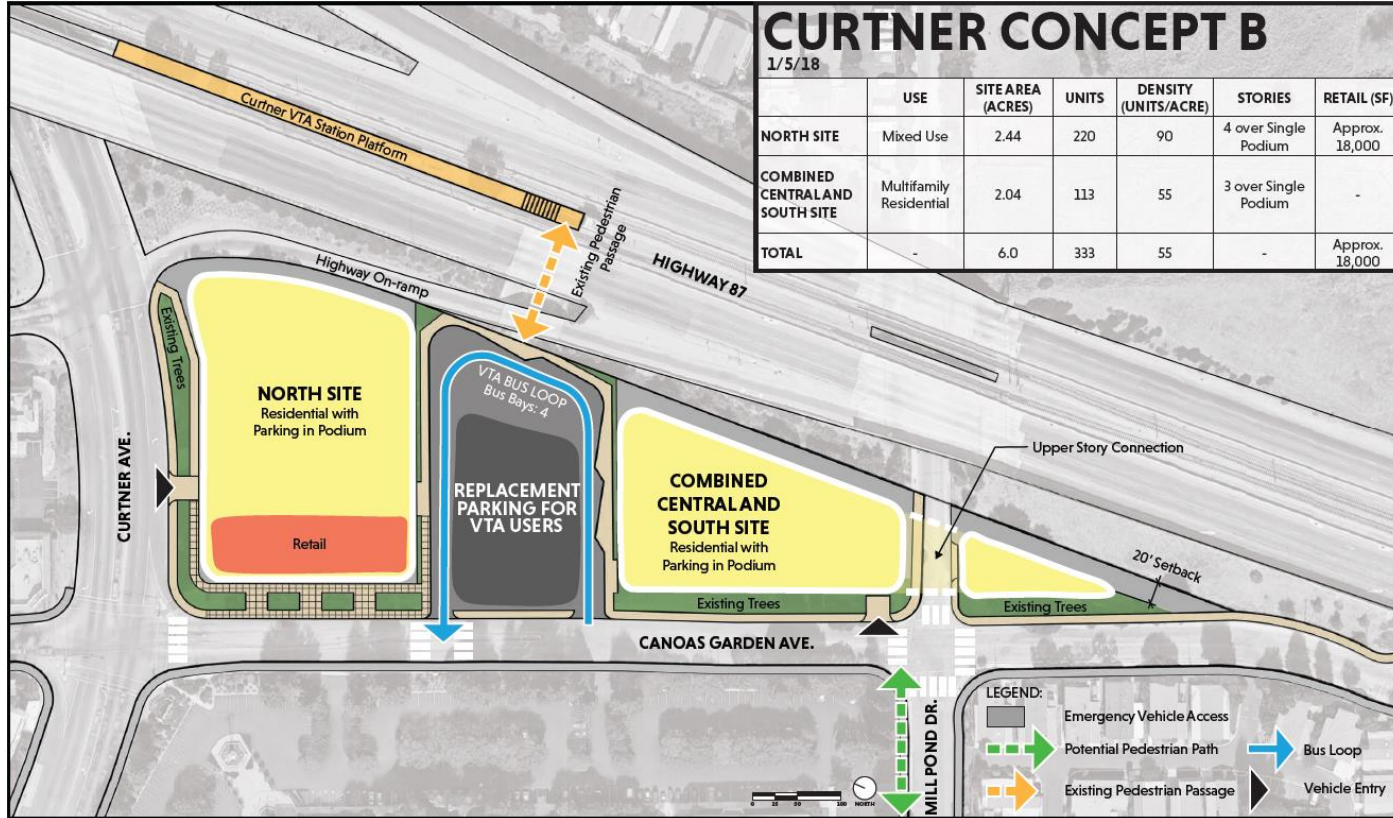 CURTNER CONCEPT B
1/5/18
USE
SITE AREA
(ACRES)
UNITS
DENSITY
(UNITS/ACRE)
STORIES
RETAIL (SF)
NORTH SITE
Mixed Use
2.44
220
90
4 over Single
Podium
Approx.
18,000
COMBINED
CENTRAL AND
SOUTH SITE
Multifamily
Residential
2.04
113
55
3 over Single
Podium
-
TOTAL
-
6.0
333
55
-
Approx.
18,000
Curtner VTA Station Platform
Existing Pedestrian
Passage
HIGHWAY 87
Highway On-ramp
Existing Trees
NORTH SITE
Residential with
Parking in Podium
Retail
CURTNER AVE.
VTA BUS LOOP
Bus Bays: 4
REPLACEMENT
PARKING FOR
VTA USERS
COMBINED
CENTRAL AND
SOUTH SITE
Residential with
Parking in Podium
Existing Trees
Upper Story Connection
20' Setback
Existing Trees
CANOAS GARDEN AVE.
MILLPOND DR.
LEGEND:
Emergency Vehicle Access
Potential Pedestrian Path
Bus Loop
Existing Pedestrian Passage
Vehicle Entry
0 25 50 100
NORTH